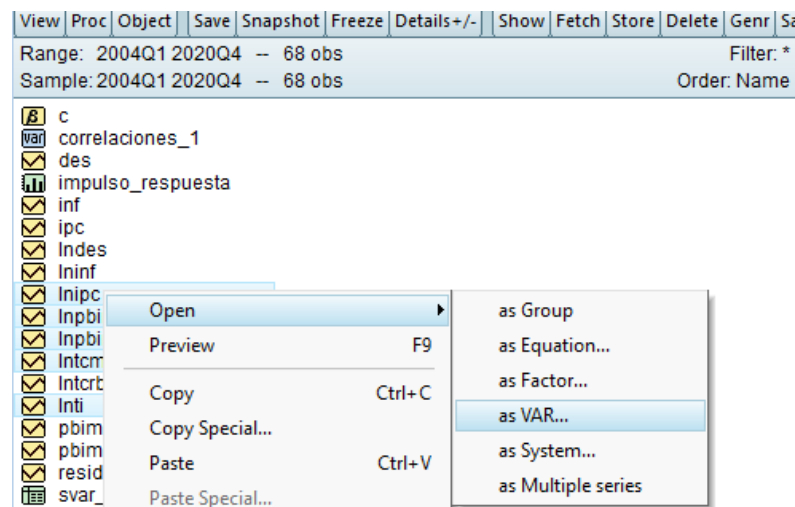 View Proc Object Save Snapshot Freeze Details+/- Show Fetch Store Delete Genr
Range: 2004Q1 2020Q4 -- 68 obs Filter: *
Sample: 2004Q1 2020Q4 -- 68 obs Order: Name
β c
var correlaciones_1
des
impulso_respuesta
inf
ipc
lndes
lninf
lnipc
lnpbi
lnpbi
lntcm
lntcrb
lnti
pbim
pbim
resid
svar_
Open
Preview F9
Copy Ctrl+C
Copy Special...
Paste Ctrl+V
Paste Special...
as Group
as Equation...
as Factor...
as VAR...
as System...
as Multiple series